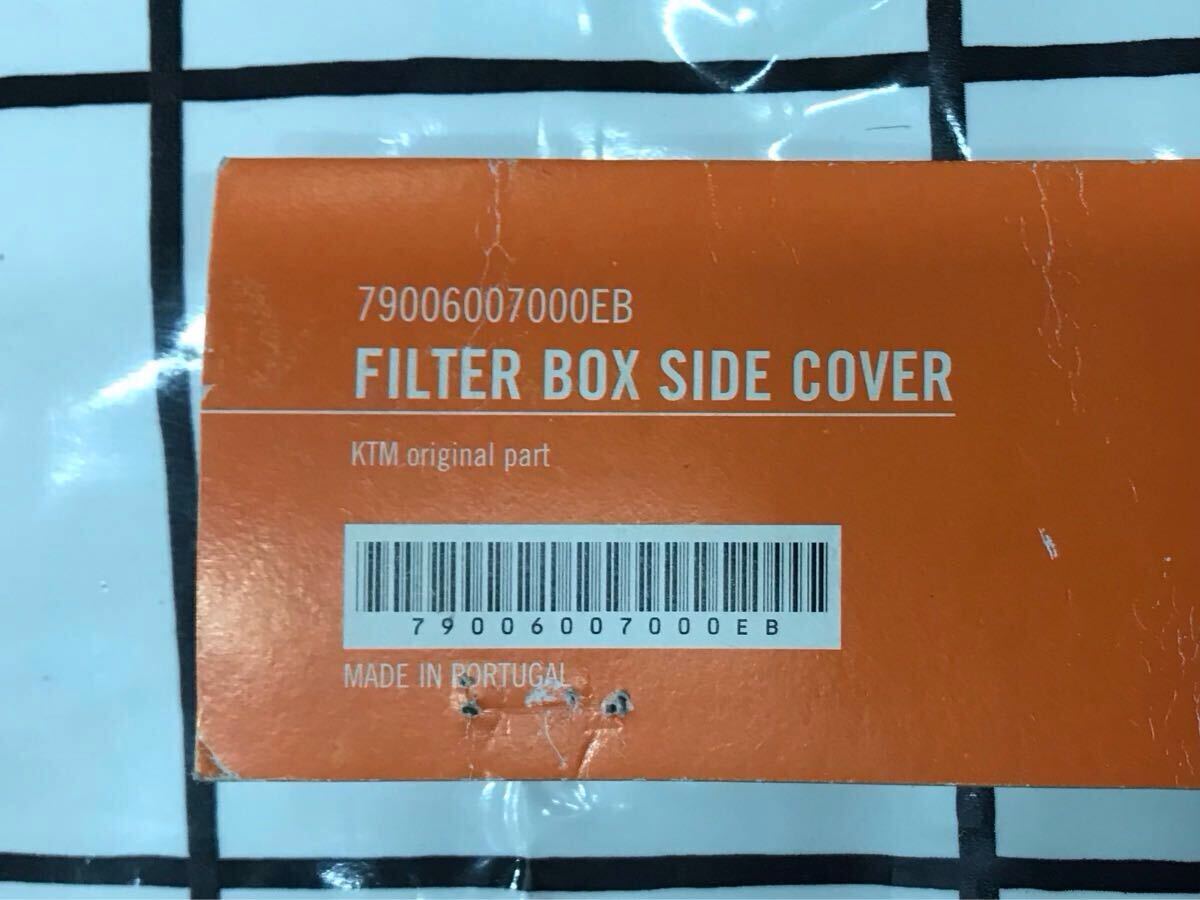 79006007000EB
FILTER BOX SIDE COVER
KTM original part
79006007000EB
MADE IN PORTUGAL